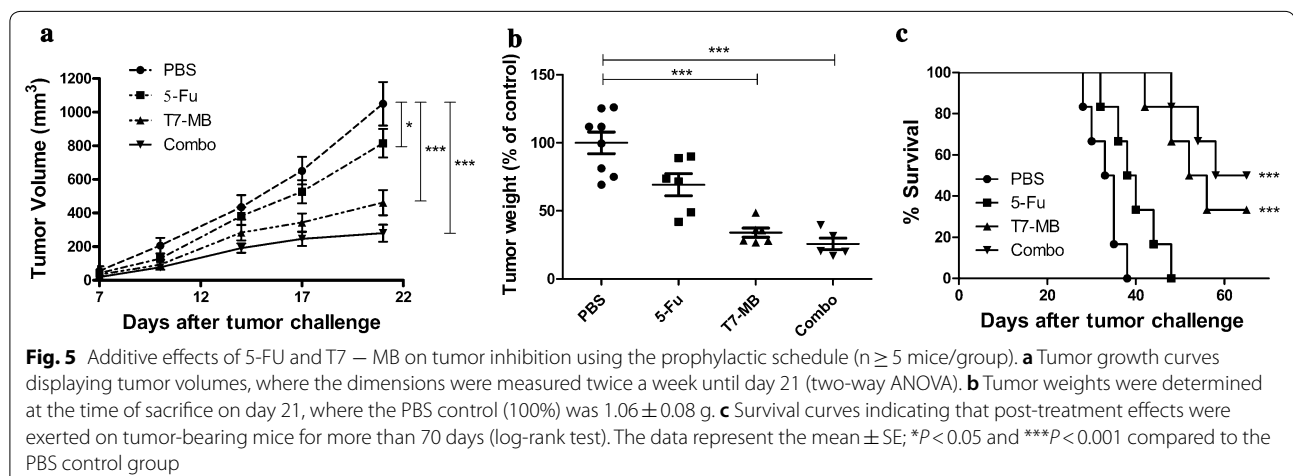 a
PBS
5-Fu
T7-MB
Combo
Tumor Volume (mm³)
1200
1000
800
600
400
200
0
7 12 17 22
Days after tumor challenge
*
***
***
b
Tumor weight (% of control)
150
100
50
0
***
***
PBS 5-Fu T7-MB Combo
c
% Survival
100
80
60
40
20
0
PBS
5-Fu
T7-MB
Combo
***
***
0 20 40 60
Days after tumor challenge
Fig. 5 Additive effects of 5-FU and T7 − MB on tumor inhibition using the prophylactic schedule (n ≥ 5 mice/group). a Tumor growth curves
displaying tumor volumes, where the dimensions were measured twice a week until day 21 (two-way ANOVA). b Tumor weights were determined
at the time of sacrifice on day 21, where the PBS control (100%) was 1.06 ± 0.08 g. c Survival curves indicating that post-treatment effects were
exerted on tumor-bearing mice for more than 70 days (log-rank test). The data represent the mean ± SE; *P < 0.05 and ***P < 0.001 compared to the
PBS control group